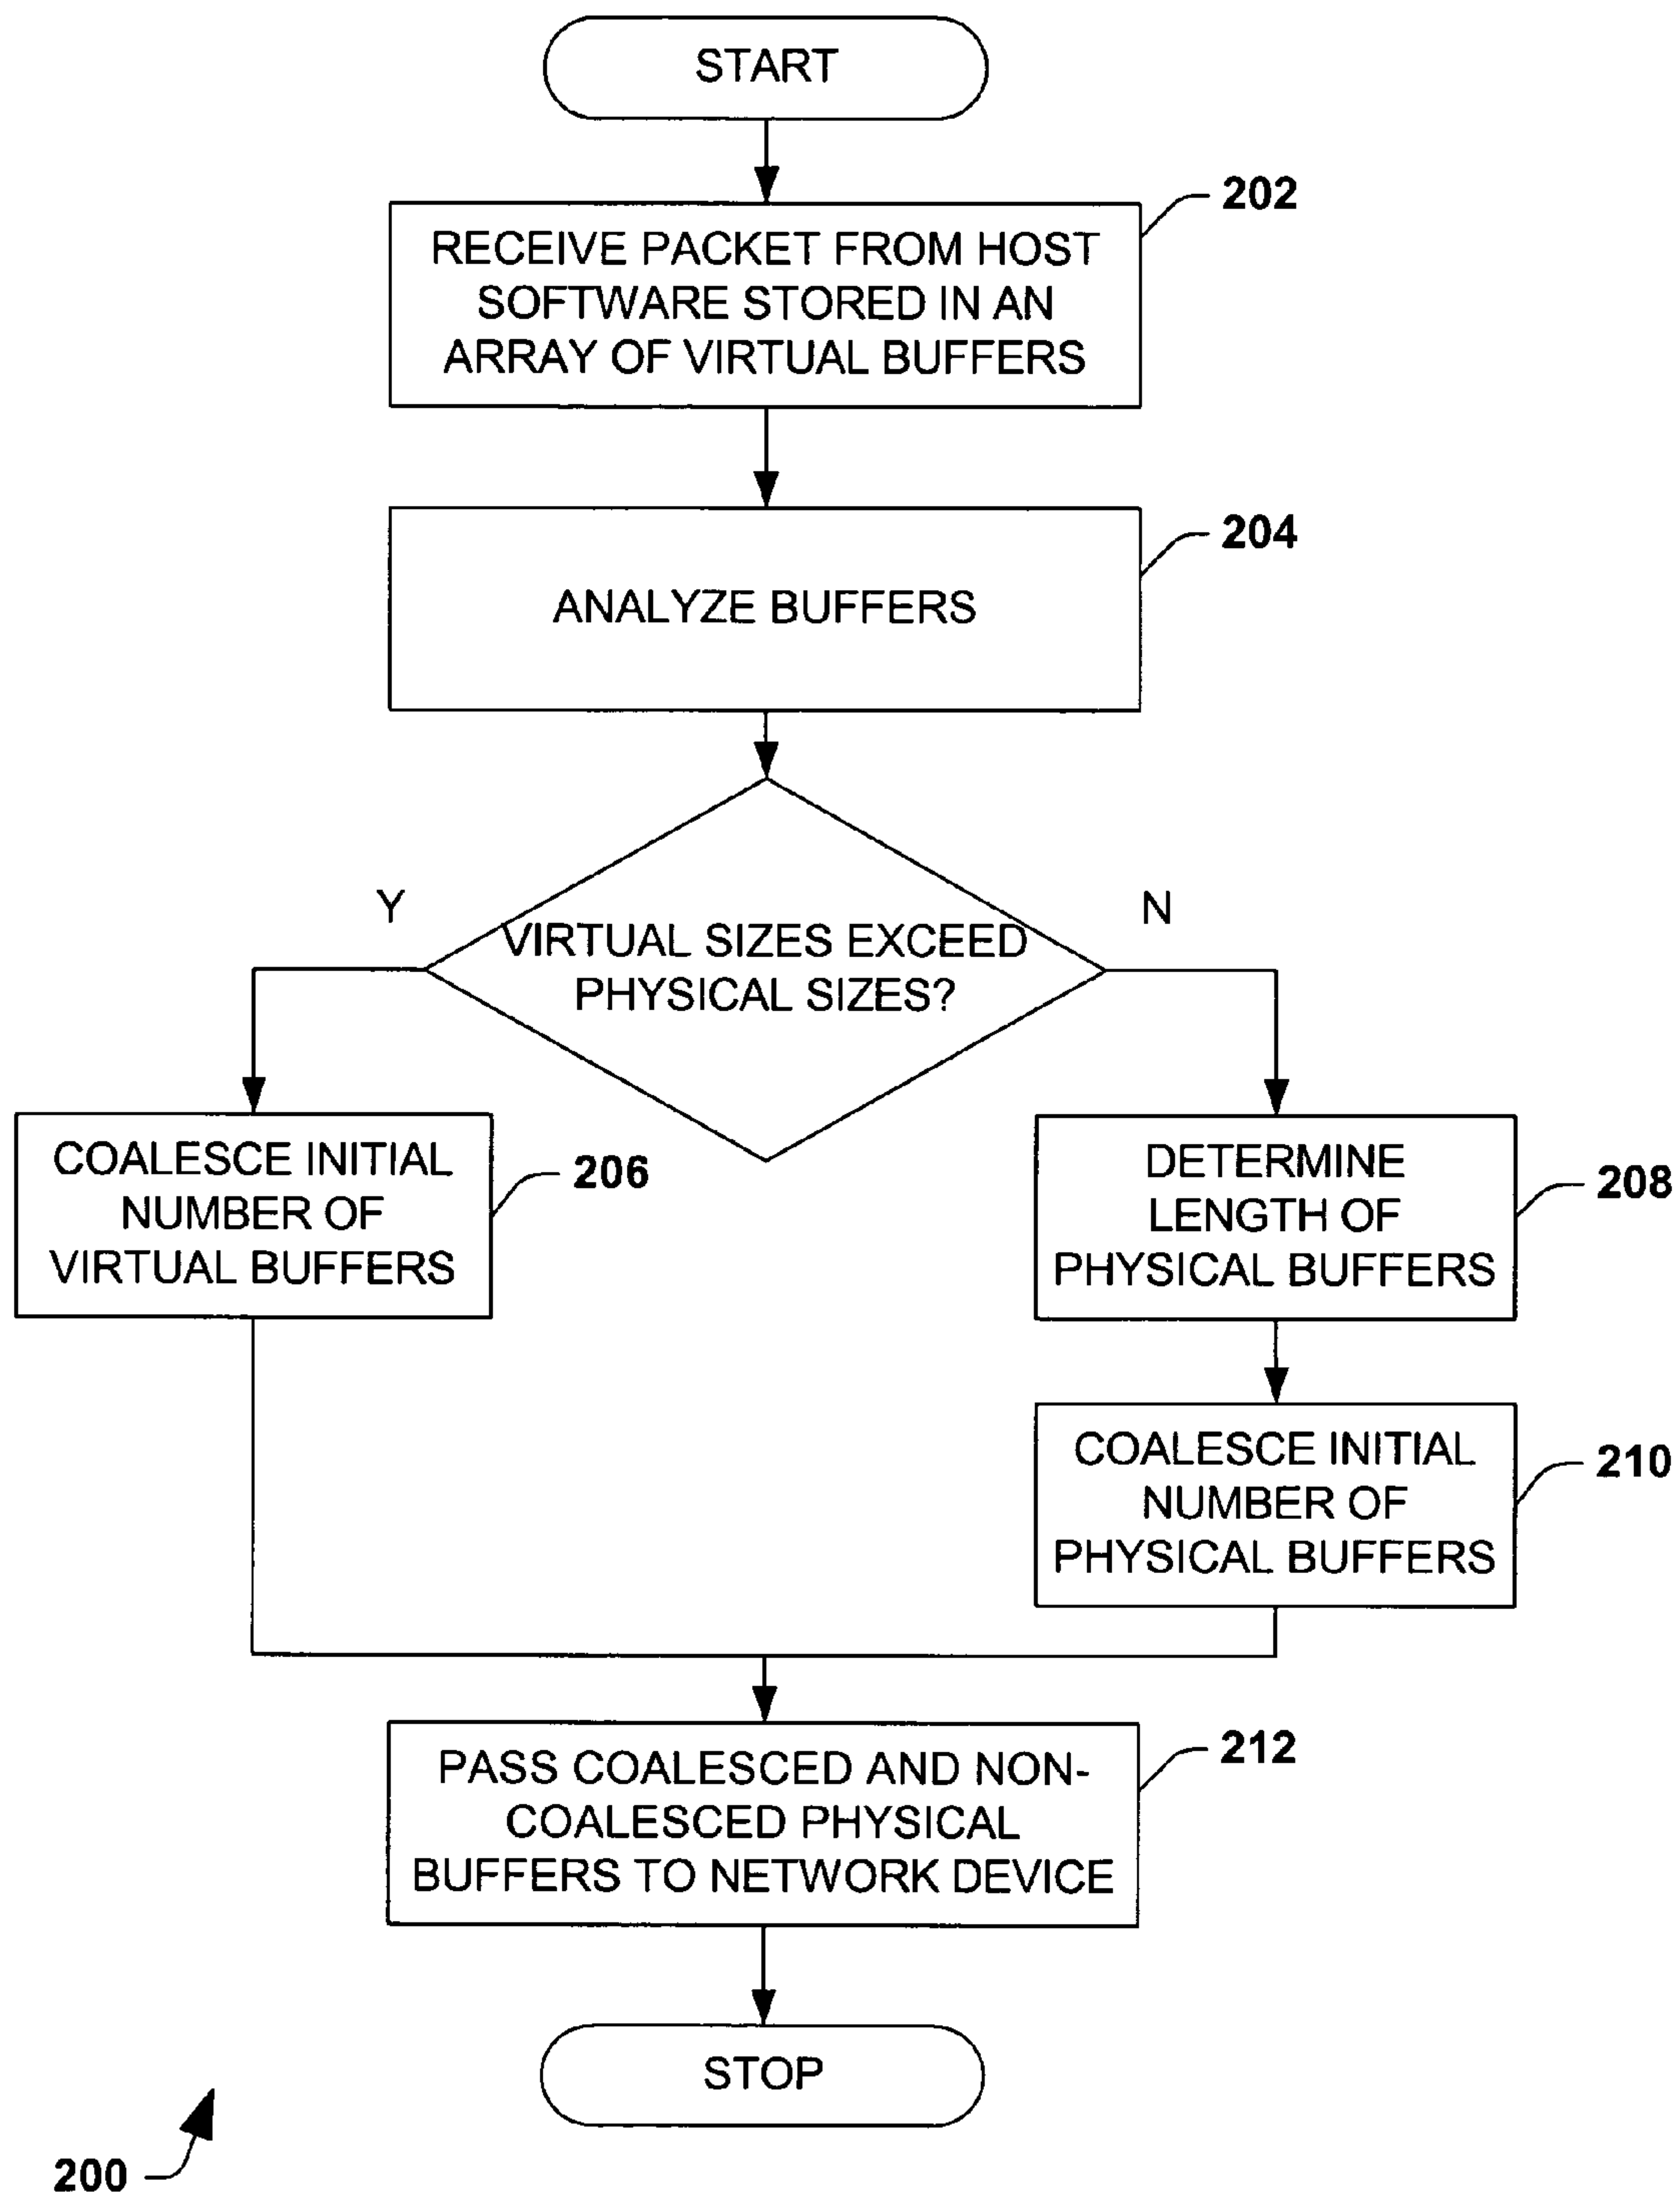 START
202
RECEIVE PACKET FROM HOST
SOFTWARE STORED IN AN
ARRAY OF VIRTUAL BUFFERS
204
ANALYZE BUFFERS
Y
N
VIRTUAL SIZES EXCEED
PHYSICAL SIZES?
COALESCE INITIAL
NUMBER OF
VIRTUAL BUFFERS
206
DETERMINE
LENGTH OF
PHYSICAL BUFFERS
208
COALESCE INITIAL
NUMBER OF
PHYSICAL BUFFERS
210
PASS COALESCED AND NON-
COALESCED PHYSICAL
BUFFERS TO NETWORK DEVICE
212
STOP
200